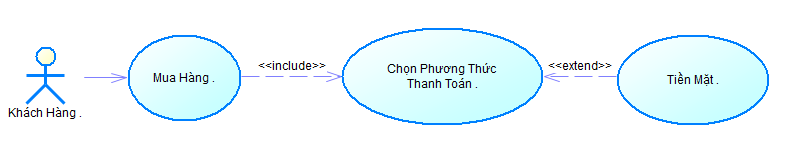 Khách Hàng .
Mua Hàng .
<<include>>
Chọn Phương Thức
Thanh Toán .
<<extend>>
Tiền Mặt .